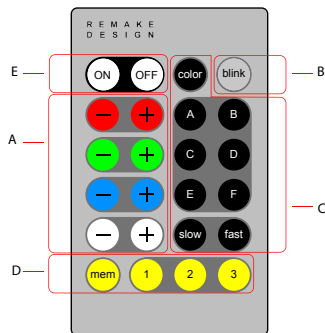 REMAKE
DESIGN
E ON OFF color blink B
A − + A B
− + C D
− + E F
C
− + slow fast
D mem 1 2 3